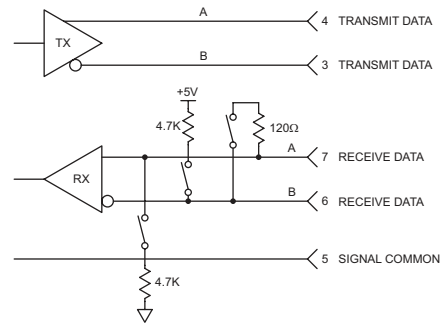 A
4 TRANSMIT DATA
TX
B
3 TRANSMIT DATA
+5V
4.7K
120Ω
A
7 RECEIVE DATA
RX
B
6 RECEIVE DATA
5 SIGNAL COMMON
4.7K